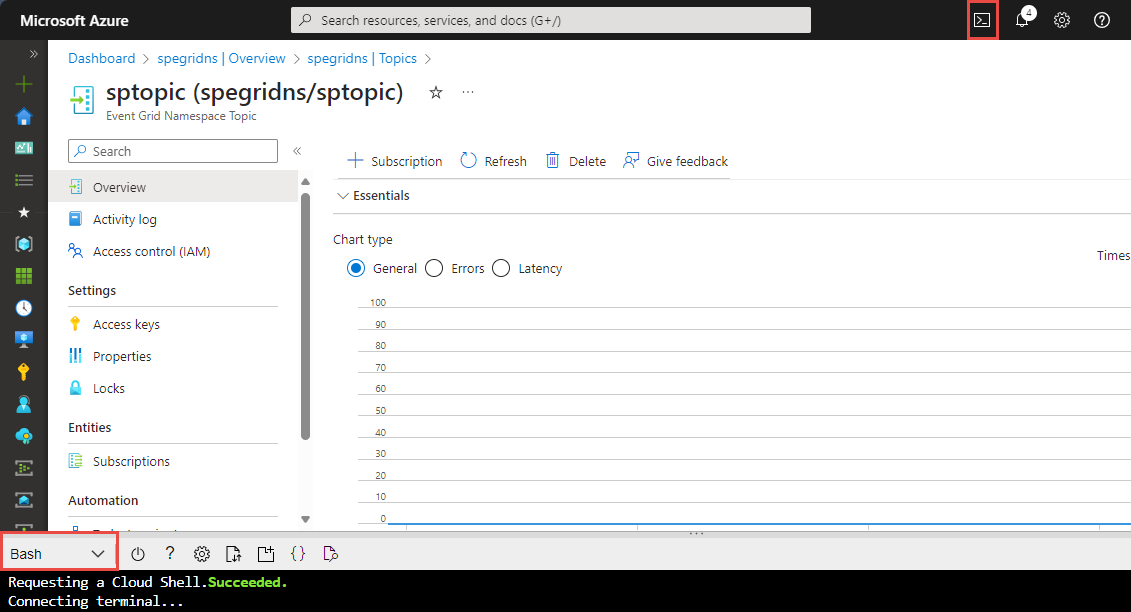 Microsoft Azure
Search resources, services, and docs (G+/)
4
Dashboard > spegridns | Overview > spegridns | Topics >
sptopic (spegridns/sptopic)
Event Grid Namespace Topic
Search
Overview
Activity log
Access control (IAM)
Settings
Access keys
Properties
Locks
Entities
Subscriptions
Automation
Subscription Refresh Delete Give feedback
Essentials
Chart type
Times
General Errors Latency
100
90
80
70
60
50
40
30
20
10
0
Bash
Requesting a Cloud Shell.Succeeded.
Connecting terminal...